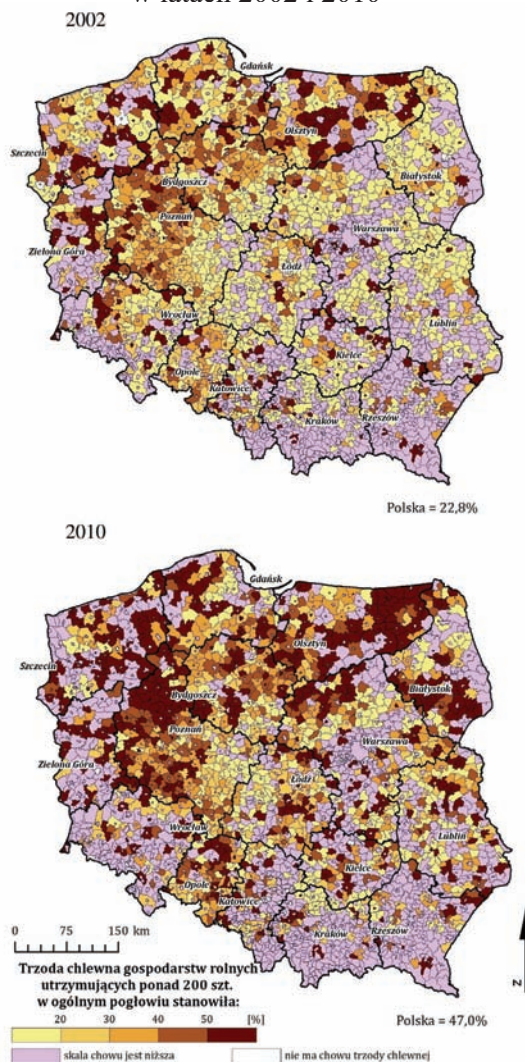 w latach 2002 i 2010
2002
Gdańsk
Olsztyn
Szczecin
Bydgoszcz
Białystok
Poznań
Warszawa
Zielona Góra
Łódź
Wrocław
Lublin
Opole
Kielce
Katowice
Kraków
Rzeszów
Polska = 22,8%
2010
Gdańsk
Olsztyn
Szczecin
Bydgoszcz
Białystok
Poznań
Warszawa
Zielona Góra
Łódź
Wrocław
Lublin
Opole
Kielce
Katowice
Kraków
Rzeszów
0 75 150 km
Trzoda chlewna gospodarstw rolnych
utrzymujących ponad 200 szt.
w ogólnym pogłowiu stanowiła:
20 30 40 50 [%]
Polska = 47,0%
skala chowu jest niższa
nie ma chowu trzody chlewnej
N